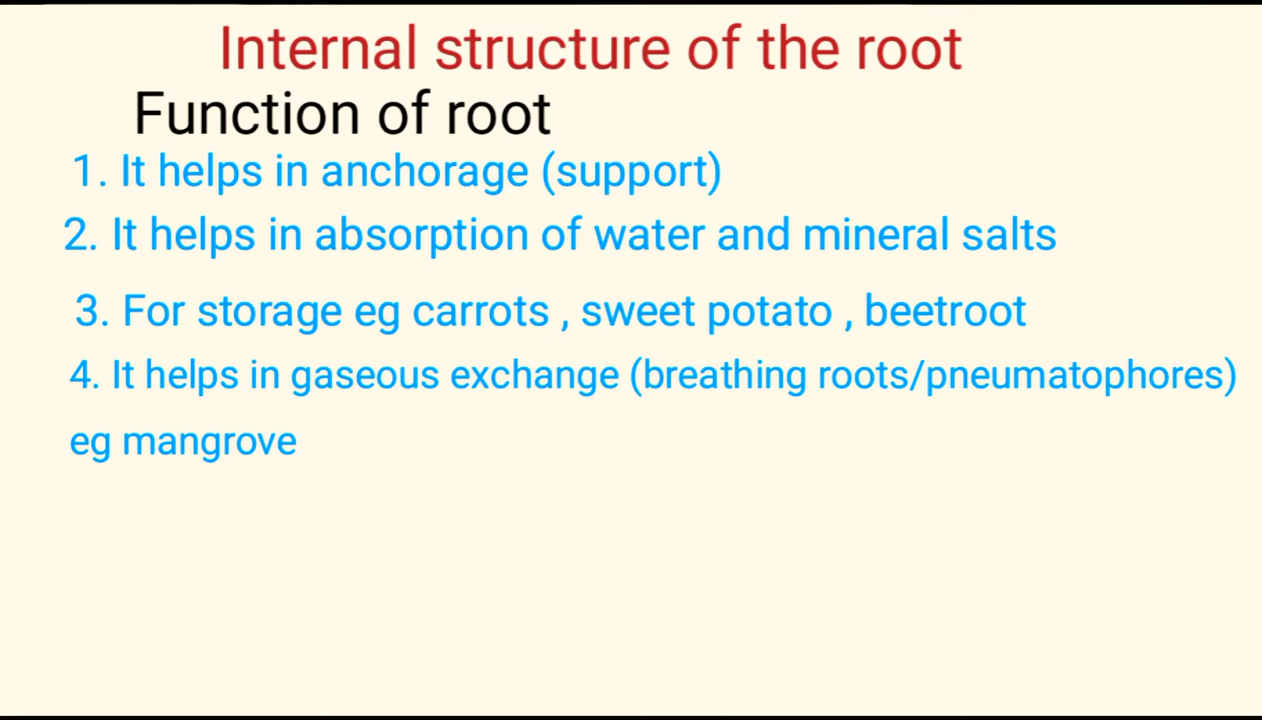 Internal structure of the root
Function of root
1. It helps in anchorage (support)
2. It helps in absorption of water and mineral salts
3. For storage eg carrots , sweet potato , beetroot
4. It helps in gaseous exchange (breathing roots/pneumatophores)
eg mangrove